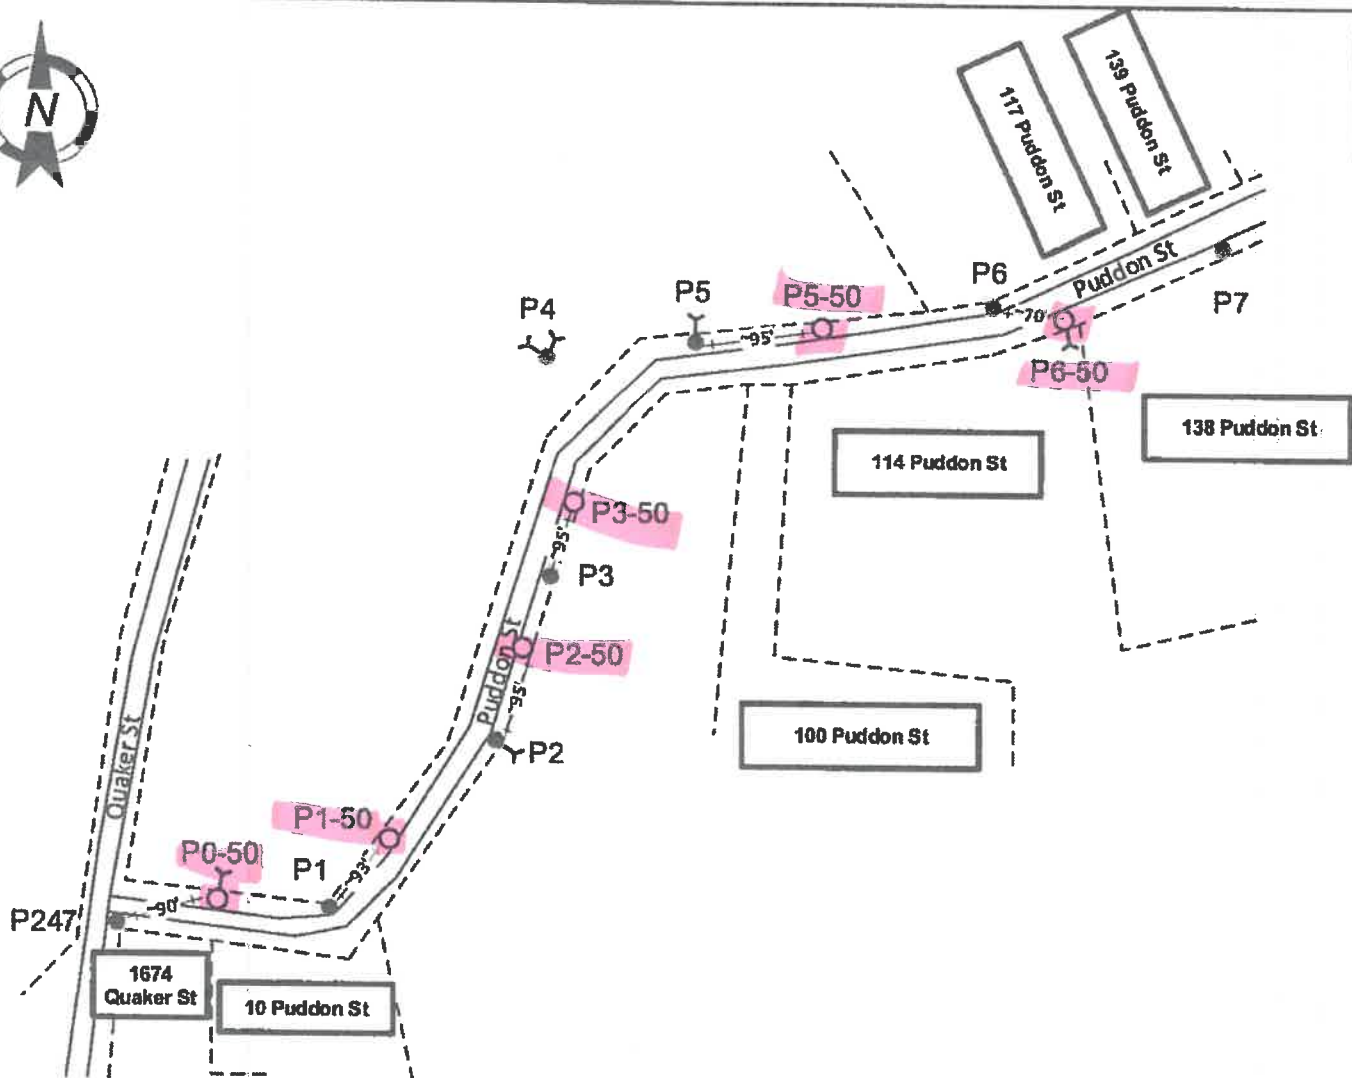 N
139 Puddon St
117 Puddon St
P6
Puddon St
P5
P5-50
P4
P7
~70'
~95'
P6-50
138 Puddon St
114 Puddon St
P3-50
~95'
P3
Puddon St
P2-50
~95'
P2
100 Puddon St
Quaker St
P1-50
P0-50
P1
~93'
~90'
P247
1674
Quaker St
10 Puddon St